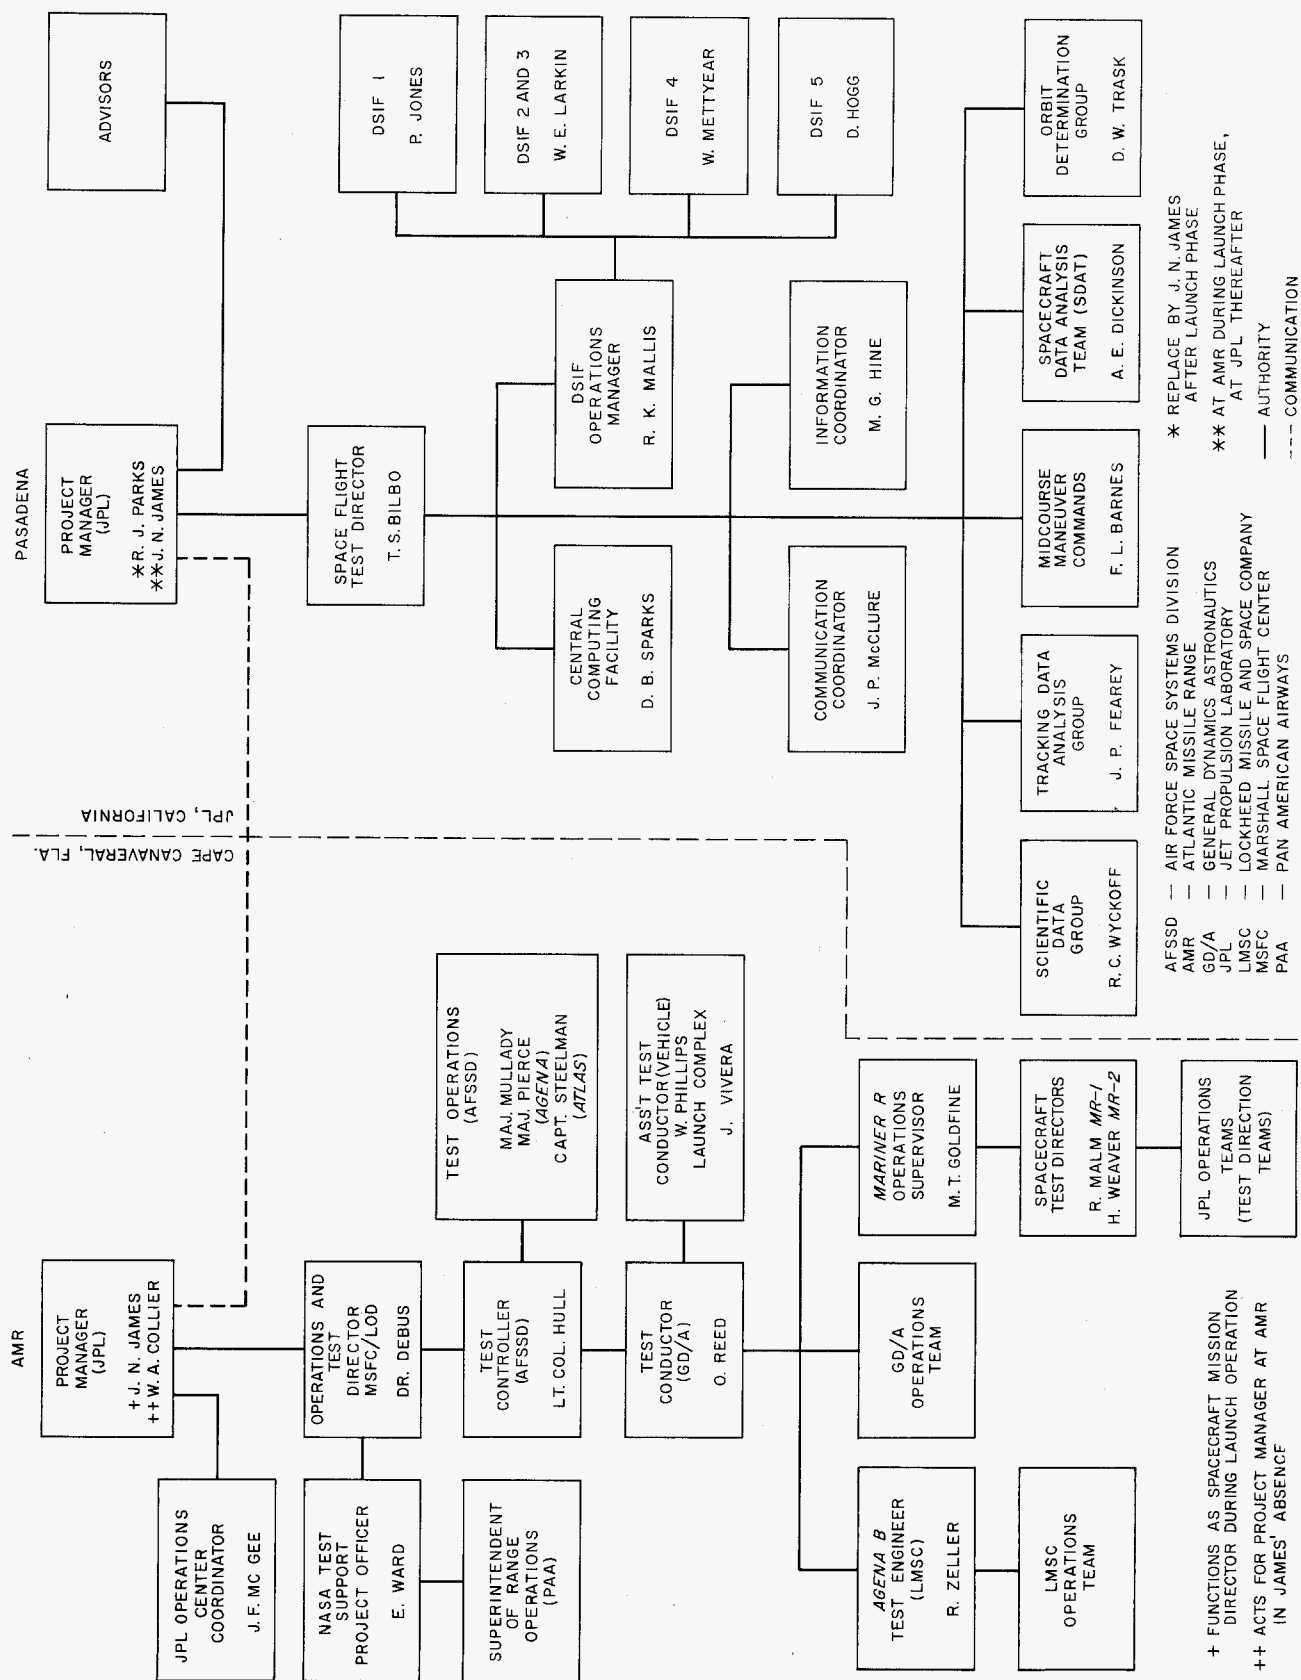 AMR
PROJECT
MANAGER
(JPL)
+J. N. JAMES
++W. A. COLLIER
JPL OPERATIONS
CENTER
COORDINATOR
J. F. MC GEE
OPERATIONS AND
TEST
DIRECTOR
MSFC/LOD
DR. DEBUS
NASA TEST
SUPPORT
PROJECT OFFICER
E. WARD
SUPERINTENDENT
OF RANGE
OPERATIONS
(PAA)
TEST
CONTROLLER
(AFSSD)
LT. COL. HULL
TEST OPERATIONS
(AFSSD)
MAJ. MULLADY
MAJ. PIERCE
(AGENA)
CAPT. STEELMAN
(ATLAS)
TEST
CONDUCTOR
(GD/A)
O. REED
ASS'T TEST
CONDUCTOR (VEHICLE)
W. PHILLIPS
LAUNCH COMPLEX
J. VIVERA
AGENA B
TEST ENGINEER
(LMSC)
R. ZELLER
LMSC
OPERATIONS
TEAM
GD/A
OPERATIONS
TEAM
MARINER R
OPERATIONS
SUPERVISOR
M. T. GOLDFINE
SPACECRAFT
TEST DIRECTORS
R. MALM MR-1
H. WEAVER MR-2
JPL OPERATIONS
TEAMS
(TEST DIRECTION
TEAMS)
+ FUNCTIONS AS SPACECRAFT MISSION
DIRECTOR DURING LAUNCH OPERATION
++ ACTS FOR PROJECT MANAGER AT AMR
IN JAMES' ABSENCE
CAPE CANAVERAL, FLA.
JPL, CALIFORNIA
PASADENA
PROJECT
MANAGER
(JPL)
*R. J. PARKS
**J. N. JAMES
ADVISORS
SPACE FLIGHT
TEST DIRECTOR
T. S. BILBO
CENTRAL
COMPUTING
FACILITY
D. B. SPARKS
DSIF
OPERATIONS
MANAGER
R. K. MALLIS
DSIF 1
P. JONES
DSIF 2 AND 3
W. E. LARKIN
DSIF 4
W. METTYEAR
DSIF 5
D. HOGG
COMMUNICATION
COORDINATOR
J. P. McCLURE
INFORMATION
COORDINATOR
M. G. HINE
SCIENTIFIC
DATA
GROUP
R. C. WYCKOFF
TRACKING DATA
ANALYSIS
GROUP
J. P. FEAREY
MIDCOURSE
MANEUVER
COMMANDS
F. L. BARNES
SPACECRAFT
DATA ANALYSIS
TEAM (SDAT)
A. E. DICKINSON
ORBIT
DETERMINATION
GROUP
D. W. TRASK
AFSSD — AIR FORCE SPACE SYSTEMS DIVISION
AMR — ATLANTIC MISSILE RANGE
GD/A — GENERAL DYNAMICS ASTRONAUTICS
JPL — JET PROPULSION LABORATORY
LMSC — LOCKHEED MISSILE AND SPACE COMPANY
MSFC — MARSHALL SPACE FLIGHT CENTER
PAA — PAN AMERICAN AIRWAYS
* REPLACE BY J. N. JAMES
AFTER LAUNCH PHASE
** AT AMR DURING LAUNCH PHASE,
AT JPL THEREAFTER
— AUTHORITY
--- COMMUNICATION